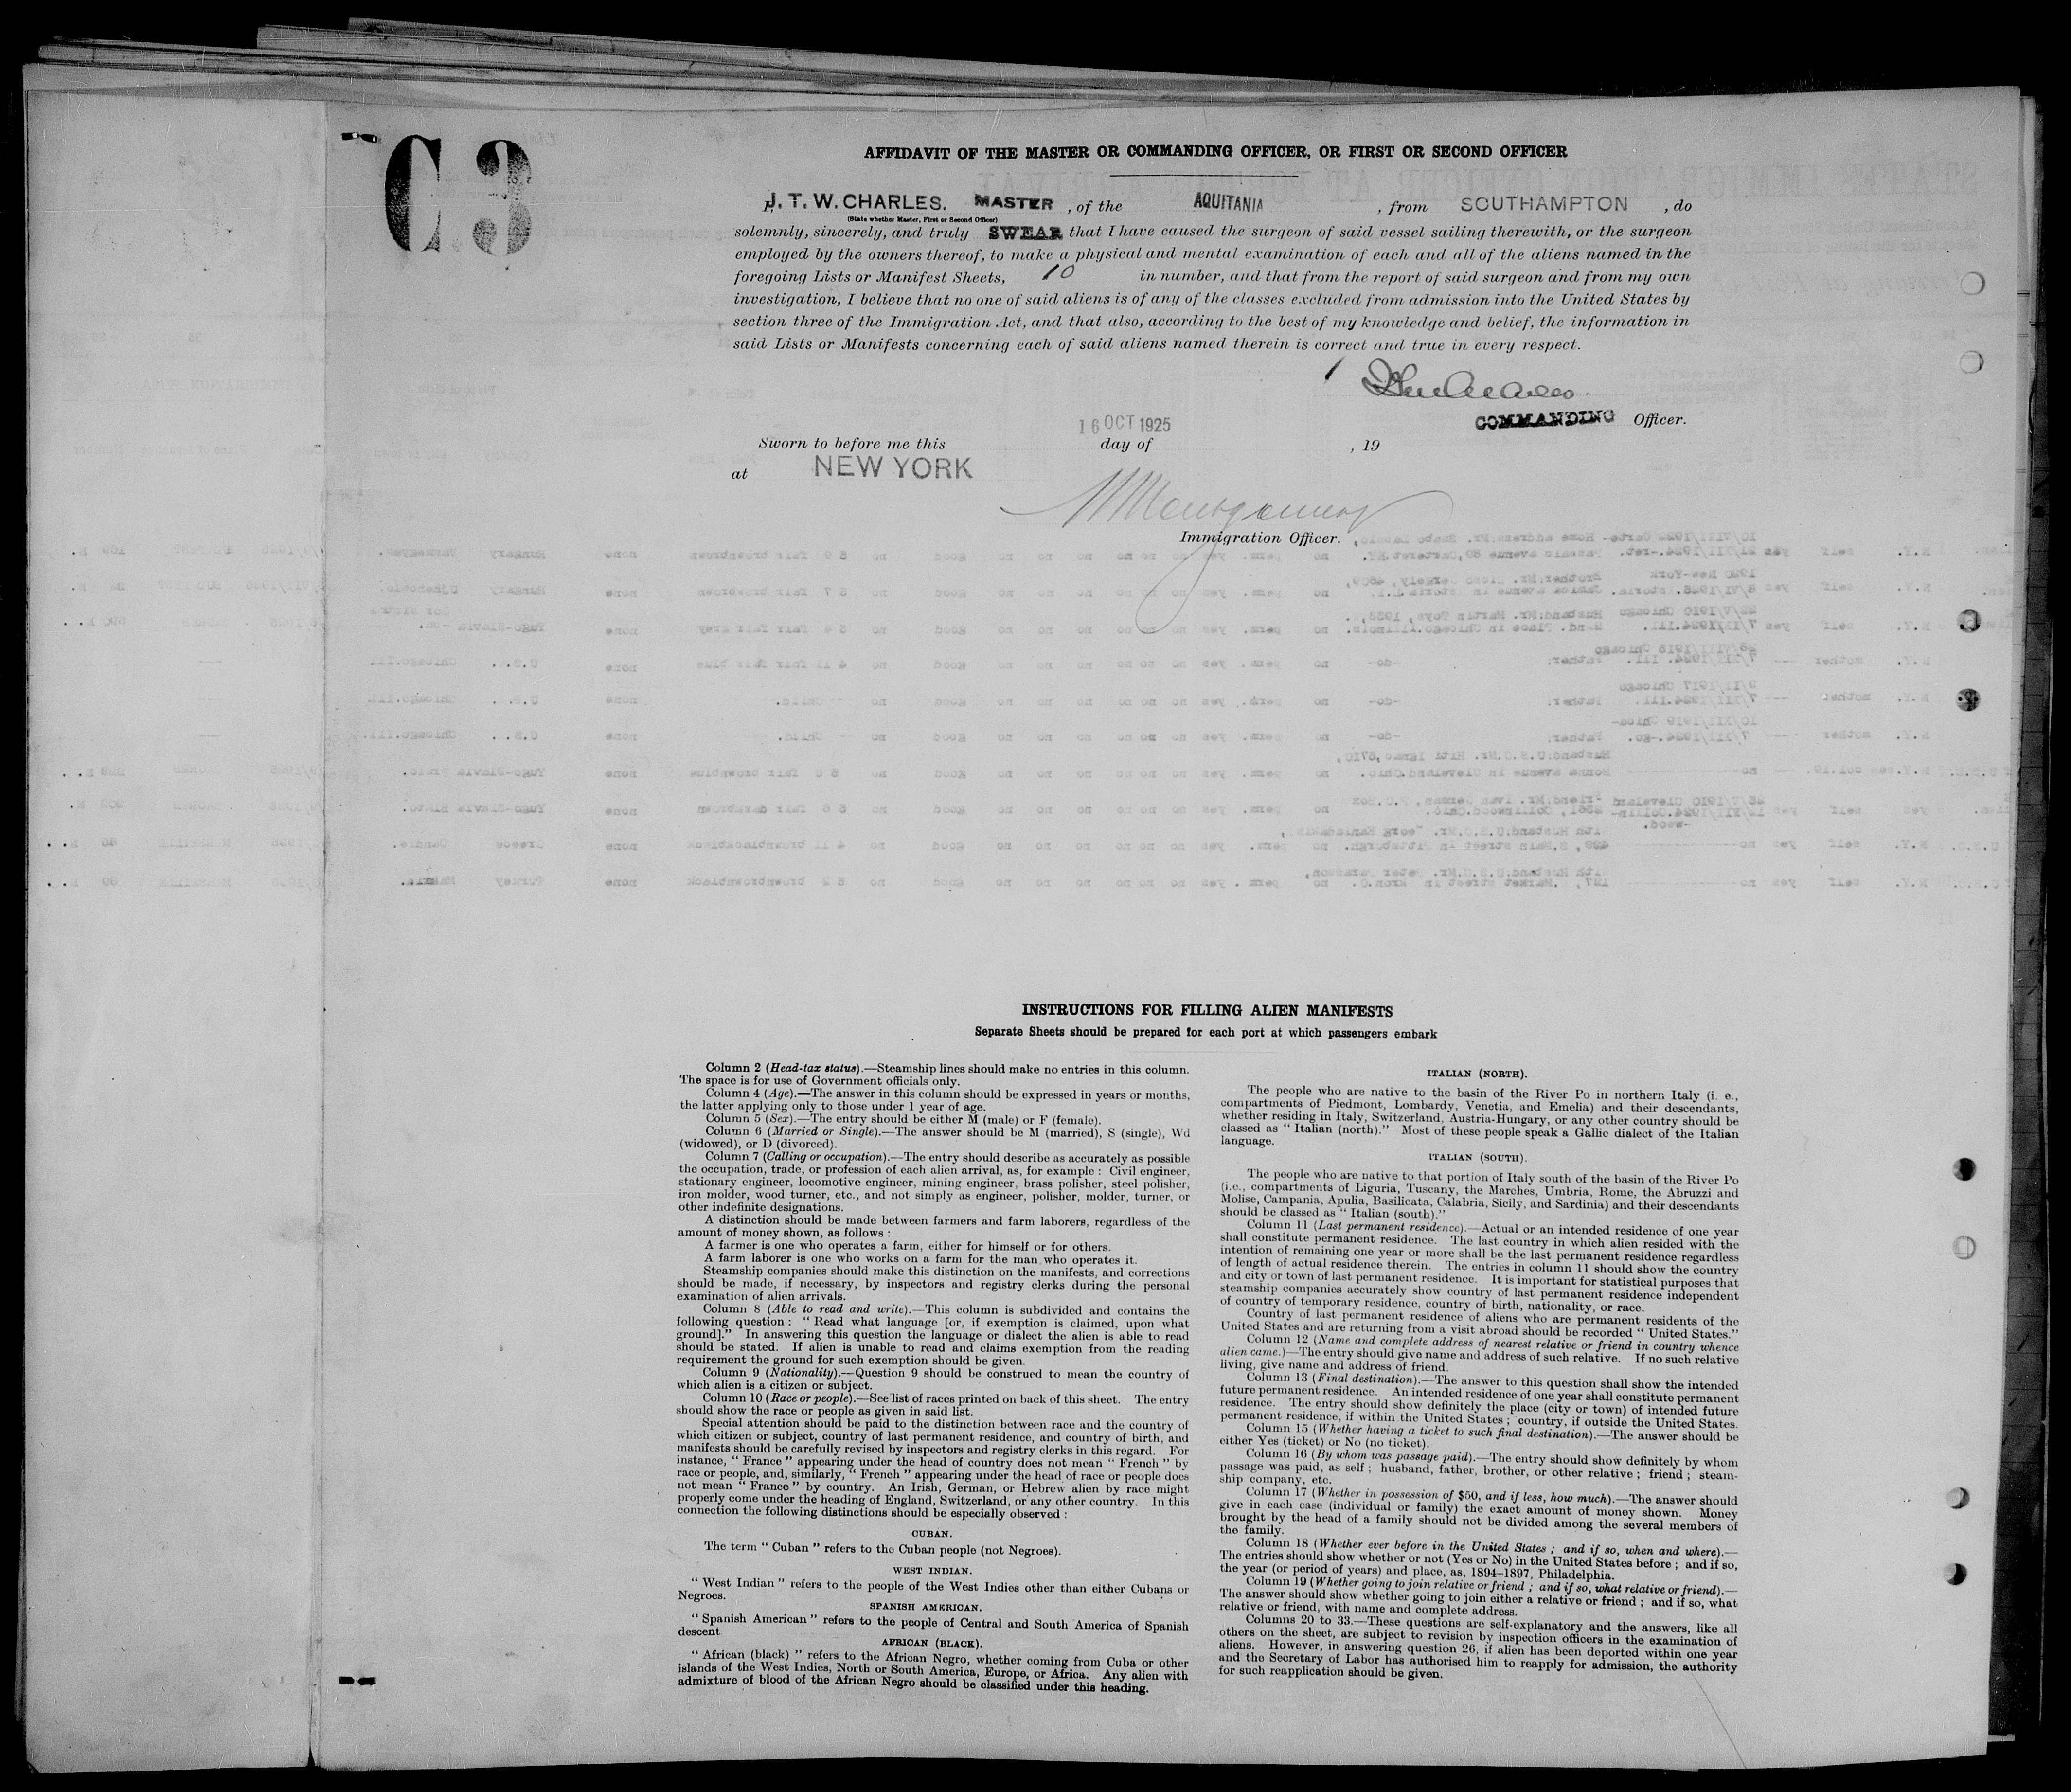 C3
AFFIDAVIT OF THE MASTER OR COMMANDING OFFICER, OR FIRST OR SECOND OFFICER
I, J. T. W. CHARLES. MASTER, of the AQUITANIA, from SOUTHAMPTON, do
(State whether Master, First or Second Officer)
solemnly, sincerely, and truly SWEAR that I have caused the surgeon of said vessel sailing therewith, or the surgeon
employed by the owners thereof, to make a physical and mental examination of each and all of the aliens named in the
foregoing Lists or Manifest Sheets, 10 in number, and that from the report of said surgeon and from my own
investigation, I believe that no one of said aliens is of any of the classes excluded from admission into the United States by
section three of the Immigration Act, and that also, according to the best of my knowledge and belief, the information in
said Lists or Manifests concerning each of said aliens named therein is correct and true in every respect.
COMMANDING Officer.
16 OCT 1925
Sworn to before me this day of , 19
at NEW YORK
Montgomery
Immigration Officer.
INSTRUCTIONS FOR FILLING ALIEN MANIFESTS
Separate Sheets should be prepared for each port at which passengers embark
Column 2 (Head-tax status).—Steamship lines should make no entries in this column.
The space is for use of Government officials only.
Column 4 (Age).—The answer in this column should be expressed in years or months,
the latter applying only to those under 1 year of age.
Column 5 (Sex).—The entry should be either M (male) or F (female).
Column 6 (Married or Single).—The answer should be M (married), S (single), Wd
(widowed), or D (divorced).
Column 7 (Calling or occupation).—The entry should describe as accurately as possible
the occupation, trade, or profession of each alien arrival, as, for example : Civil engineer,
stationary engineer, locomotive engineer, mining engineer, brass polisher, steel polisher,
iron molder, wood turner, etc., and not simply as engineer, polisher, molder, turner, or
other indefinite designations.
A distinction should be made between farmers and farm laborers, regardless of the
amount of money shown, as follows :
A farmer is one who operates a farm, either for himself or for others.
A farm laborer is one who works on a farm for the man who operates it.
Steamship companies should make this distinction on the manifests, and corrections
should be made, if necessary, by inspectors and registry clerks during the personal
examination of alien arrivals.
Column 8 (Able to read and write).—This column is subdivided and contains the
following question : " Read what language [or, if exemption is claimed, upon what
ground]." In answering this question the language or dialect the alien is able to read
should be stated. If alien is unable to read and claims exemption from the reading
requirement the ground for such exemption should be given.
Column 9 (Nationality).—Question 9 should be construed to mean the country of
which alien is a citizen or subject.
Column 10 (Race or people).—See list of races printed on back of this sheet. The entry
should show the race or people as given in said list.
Special attention should be paid to the distinction between race and the country of
which citizen or subject, country of last permanent residence, and country of birth, and
manifests should be carefully revised by inspectors and registry clerks in this regard. For
instance, " France " appearing under the head of country does not mean " French " by
race or people, and, similarly, " French " appearing under the head of race or people does
not mean " France " by country. An Irish, German, or Hebrew alien by race might
properly come under the heading of England, Switzerland, or any other country. In this
connection the following distinctions should be especially observed :
CUBAN.
The term " Cuban " refers to the Cuban people (not Negroes).
WEST INDIAN.
" West Indian " refers to the people of the West Indies other than either Cubans or
Negroes.
SPANISH AMERICAN.
" Spanish American " refers to the people of Central and South America of Spanish
descent
AFRICAN (BLACK).
" African (black) " refers to the African Negro, whether coming from Cuba or other
islands of the West Indies, North or South America, Europe, or Africa. Any alien with
admixture of blood of the African Negro should be classified under this heading.
ITALIAN (NORTH).
The people who are native to the basin of the River Po in northern Italy (i. e.,
compartments of Piedmont, Lombardy, Venetia, and Emelia) and their descendants,
whether residing in Italy, Switzerland, Austria-Hungary, or any other country should be
classed as " Italian (north)." Most of these people speak a Gallic dialect of the Italian
language.
ITALIAN (SOUTH).
The people who are native to that portion of Italy south of the basin of the River Po
(i.e., compartments of Liguria, Tuscany, the Marches, Umbria, Rome, the Abruzzi and
Molise, Campania, Apulia, Basilicata, Calabria, Sicily, and Sardinia) and their descendants
should be classed as " Italian (south)."
Column 11 (Last permanent residence).—Actual or an intended residence of one year
shall constitute permanent residence. The last country in which alien resided with the
intention of remaining one year or more shall be the last permanent residence regardless
of length of actual residence therein. The entries in column 11 should show the country
and city or town of last permanent residence. It is important for statistical purposes that
steamship companies accurately show country of last permanent residence independent
of country of temporary residence, country of birth, nationality, or race.
Country of last permanent residence of aliens who are permanent residents of the
United States and are returning from a visit abroad should be recorded " United States."
Column 12 (Name and complete address of nearest relative or friend in country whence
alien came.)—The entry should give name and address of such relative. If no such relative
living, give name and address of friend.
Column 13 (Final destination).—The answer to this question shall show the intended
future permanent residence. An intended residence of one year shall constitute permanent
residence. The entry should show definitely the place (city or town) of intended future
permanent residence, if within the United States ; country, if outside the United States.
Column 15 (Whether having a ticket to such final destination).—The answer should be
either Yes (ticket) or No (no ticket).
Column 16 (By whom was passage paid).—The entry should show definitely by whom
passage was paid, as self ; husband, father, brother, or other relative ; friend ; steam-
ship company, etc.
Column 17 (Whether in possession of $50, and if less, how much).—The answer should
give in each case (individual or family) the exact amount of money shown. Money
brought by the head of a family should not be divided among the several members of
the family.
Column 18 (Whether ever before in the United States ; and if so, when and where).—
The entries should show whether or not (Yes or No) in the United States before ; and if so,
the year (or period of years) and place, as, 1894–1897, Philadelphia.
Column 19 (Whether going to join relative or friend ; and if so, what relative or friend).—
The answer should show whether going to join either a relative or friend ; and if so, what
relative or friend, with name and complete address.
Columns 20 to 33.—These questions are self-explanatory and the answers, like all
others on the sheet, are subject to revision by inspection officers in the examination of
aliens. However, in answering question 26, if alien has been deported within one year
and the Secretary of Labor has authorised him to reapply for admission, the authority
for such reapplication should be given.